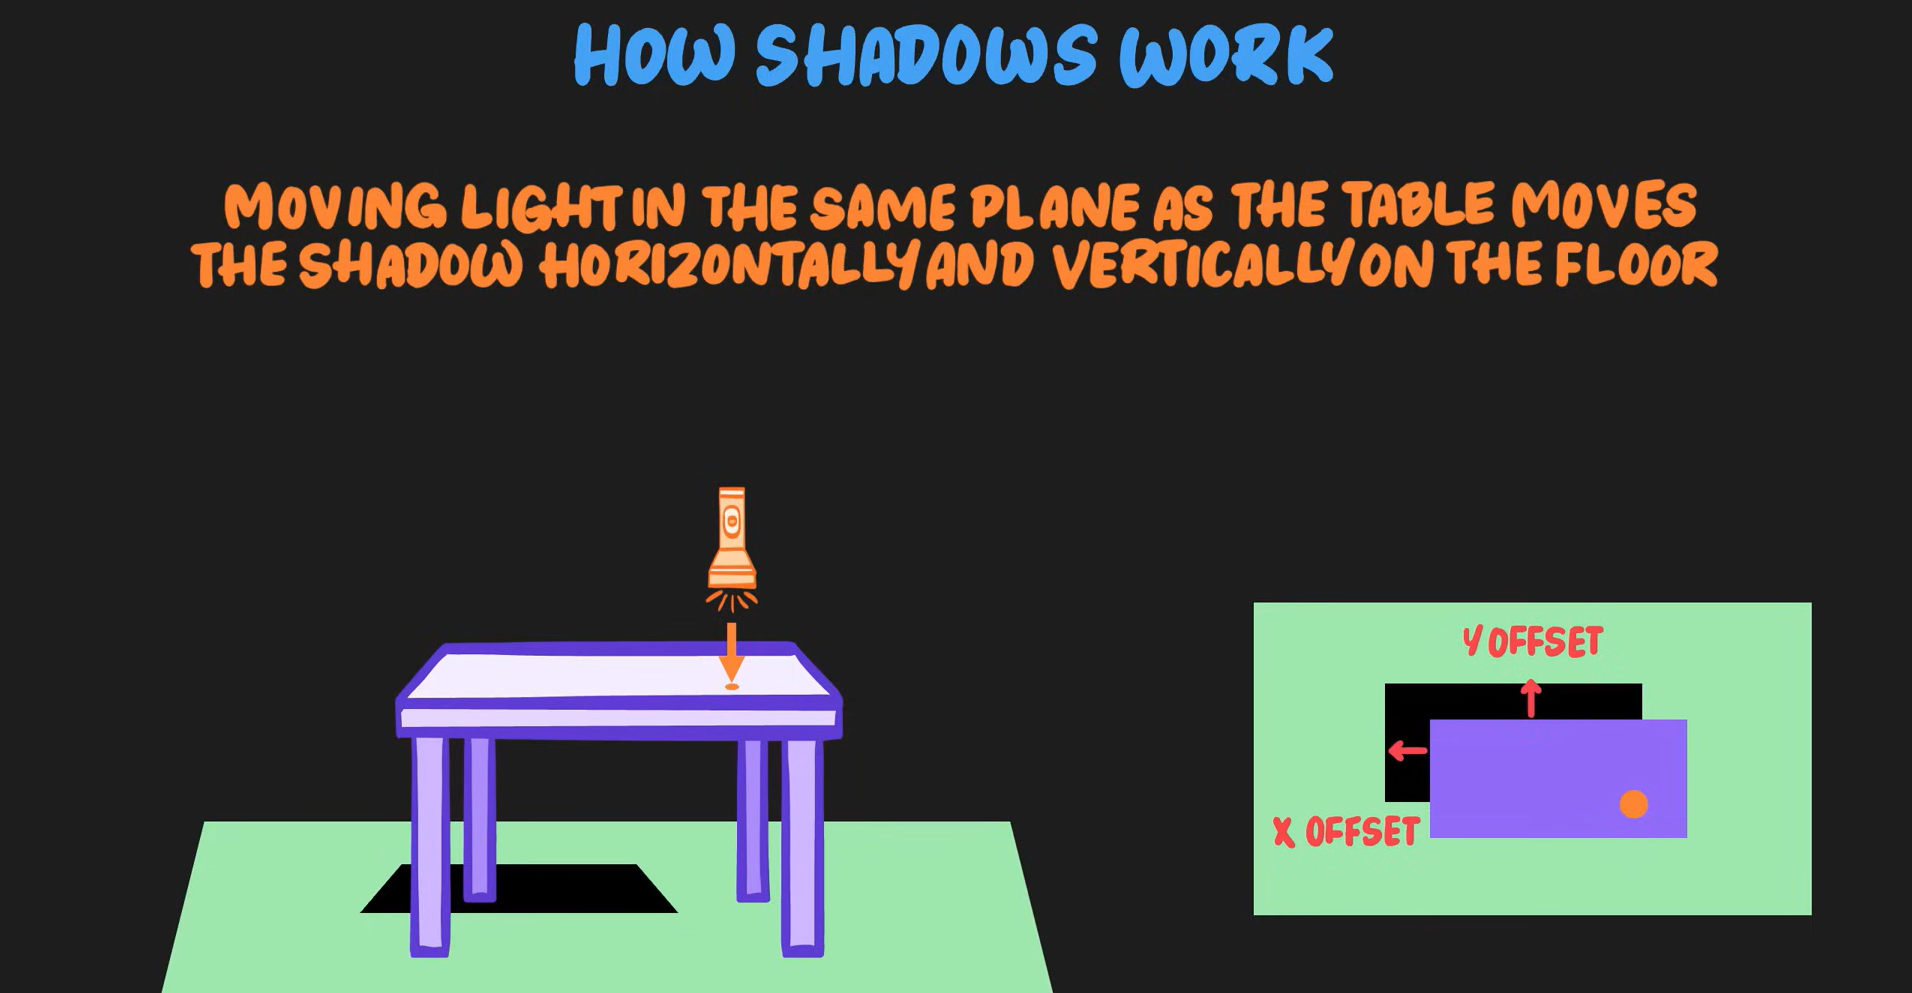 HOW SHADOWS WORK
MOVING LIGHT IN THE SAME PLANE AS THE TABLE MOVES
THE SHADOW HORIZONTALLY AND VERTICALLY ON THE FLOOR
Y OFFSET
X OFFSET